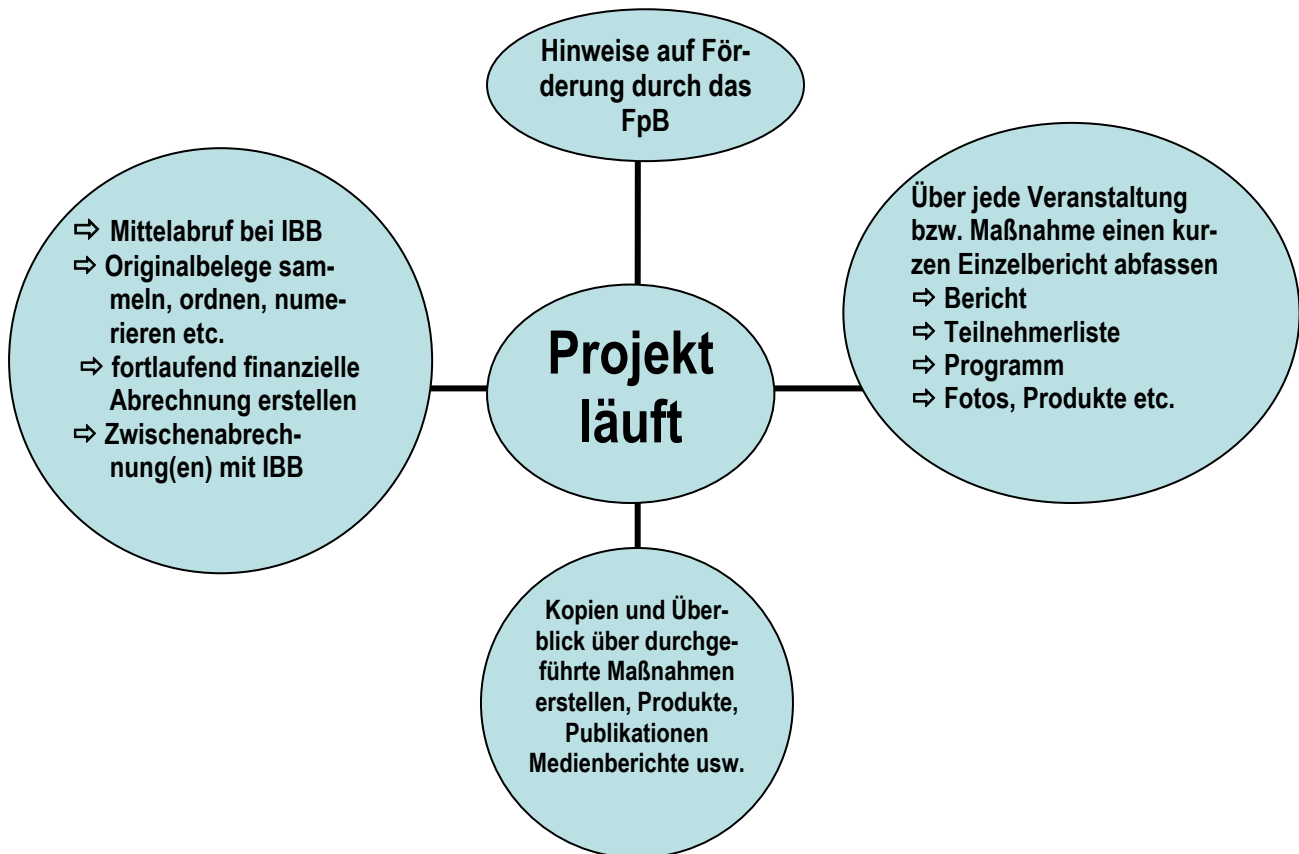 Hinweise auf För-
derung durch das
FpB
⇨ Mittelabruf bei IBB
⇨ Originalbelege sam-
meln, ordnen, nume-
rieren etc.
⇨ fortlaufend finanzielle
Abrechnung erstellen
⇨ Zwischenabrech-
nung(en) mit IBB
Projekt
läuft
Über jede Veranstaltung
bzw. Maßnahme einen kur-
zen Einzelbericht abfassen
⇨ Bericht
⇨ Teilnehmerliste
⇨ Programm
⇨ Fotos, Produkte etc.
Kopien und Über-
blick über durchge-
führte Maßnahmen
erstellen, Produkte,
Publikationen
Medienberichte usw.